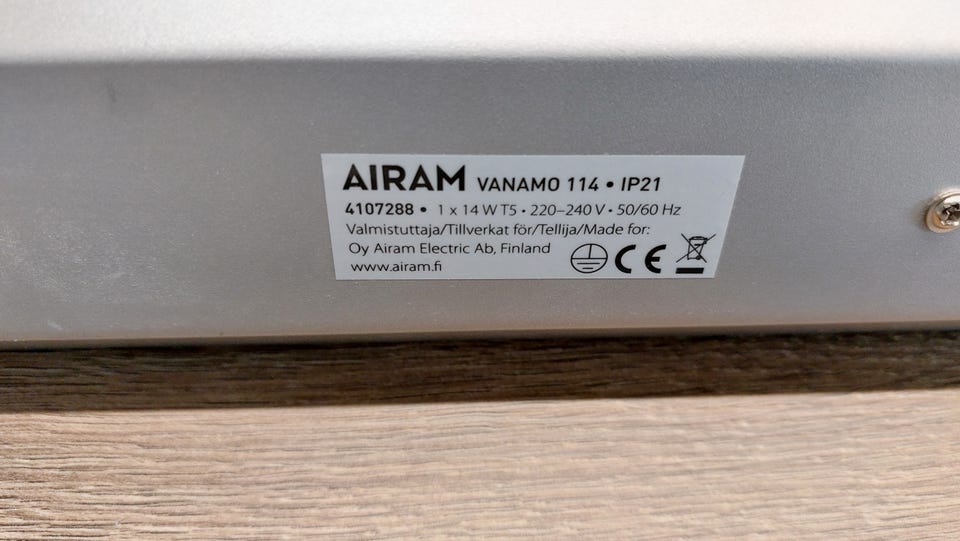 AIRAM VANAMO 114 • IP21
4107288 • 1 x 14 W T5 • 220–240 V • 50/60 Hz
Valmistuttaja/Tillverkat för/Tellija/Made for:
Oy Airam Electric Ab, Finland
www.airam.fi
CE